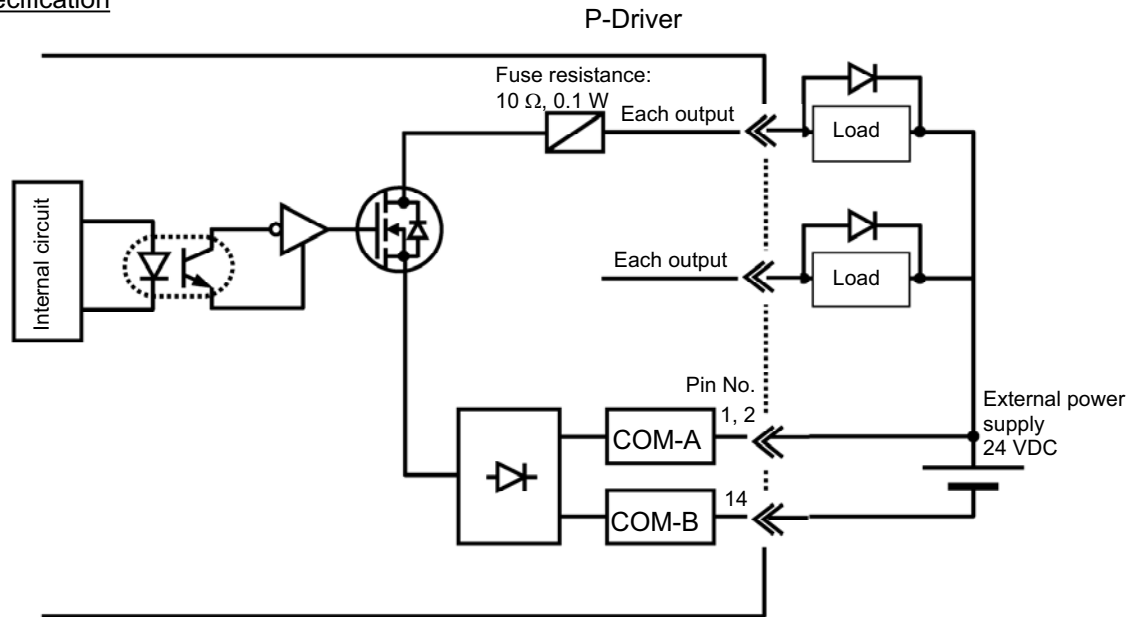 ecification
P-Driver
Fuse resistance:
10 Ω, 0.1 W
Each output
Load
Internal circuit
Each output
Load
Pin No.
1, 2
COM-A
External power
supply
24 VDC
14
COM-B